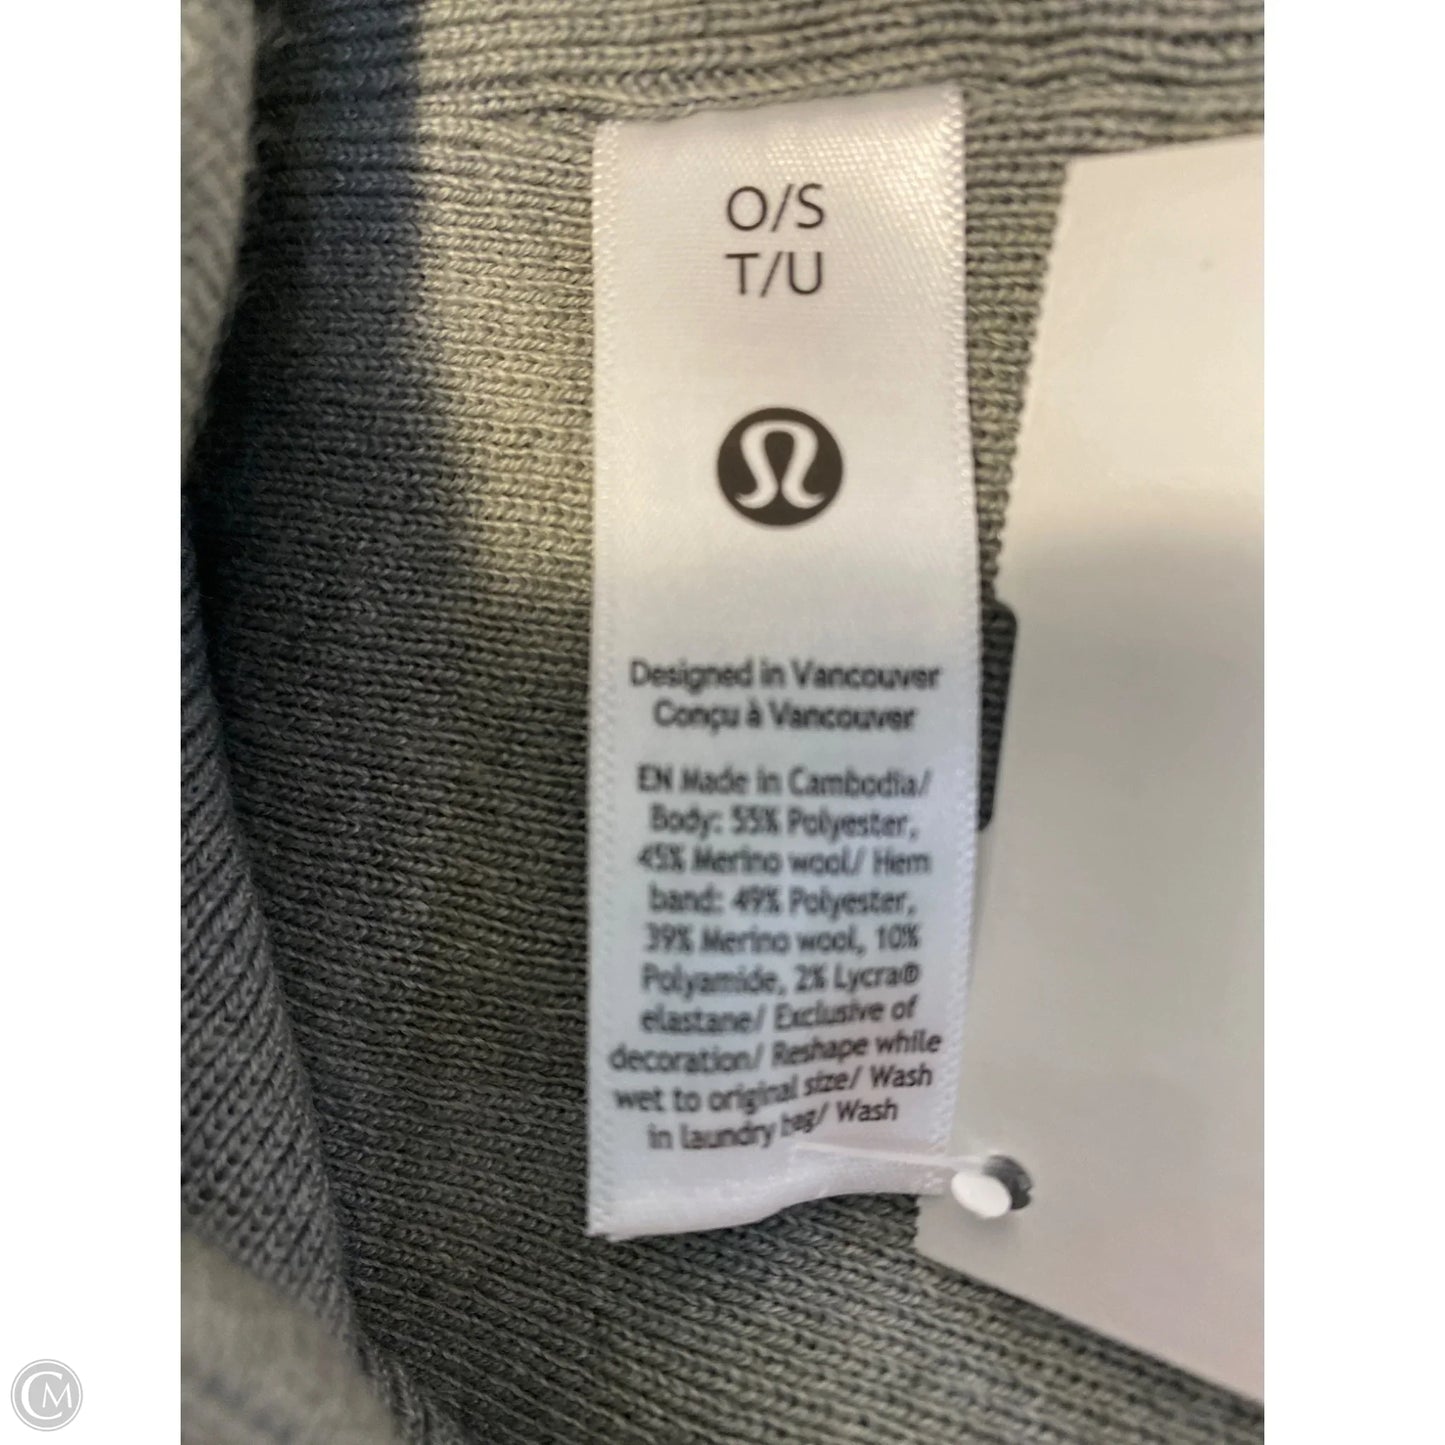 O/S
T/U
Designed in Vancouver
Conçu à Vancouver
EN Made in Cambodia/
Body: 55% Polyester,
45% Merino wool/ Hem
band: 49% Polyester,
39% Merino wool, 10%
Polyamide, 2% Lycra®
elastane/ Exclusive of
decoration/ Reshape while
wet to original size/ Wash
in laundry bag/ Wash
CM